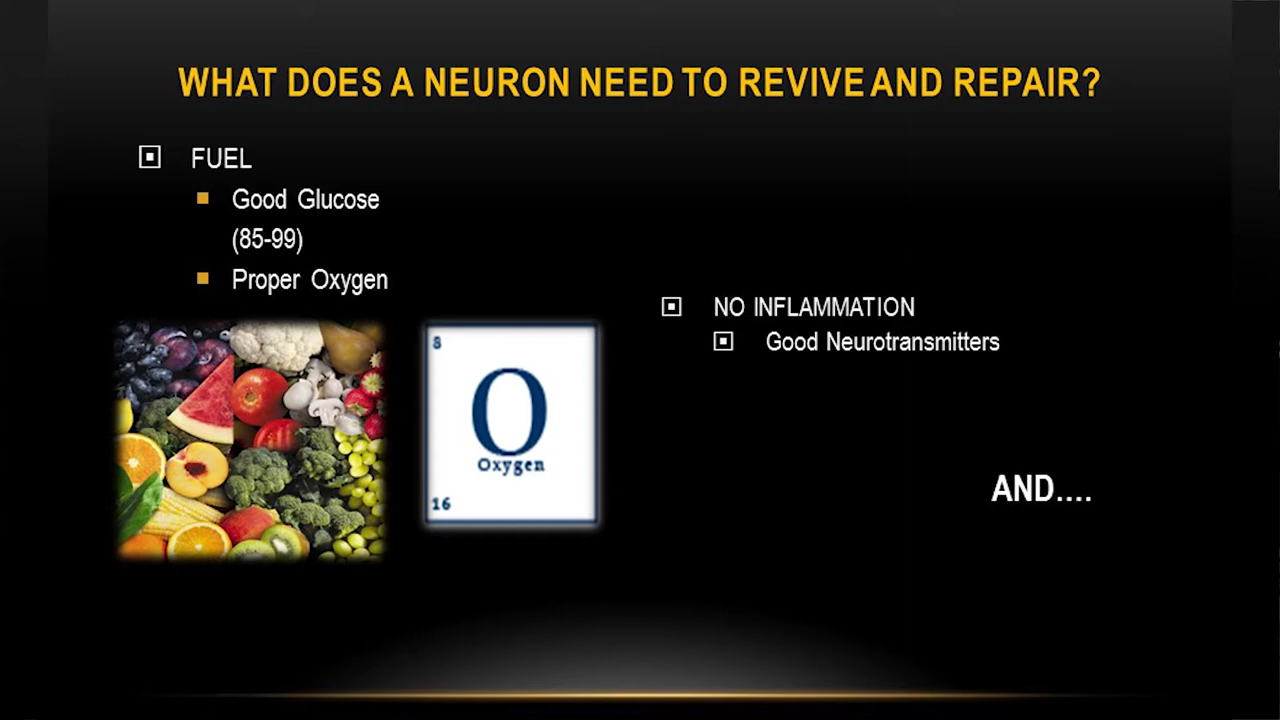 WHAT DOES A NEURON NEED TO REVIVE AND REPAIR?
FUEL
Good Glucose
(85-99)
Proper Oxygen
8
O
Oxygen
16
NO INFLAMMATION
Good Neurotransmitters
AND....